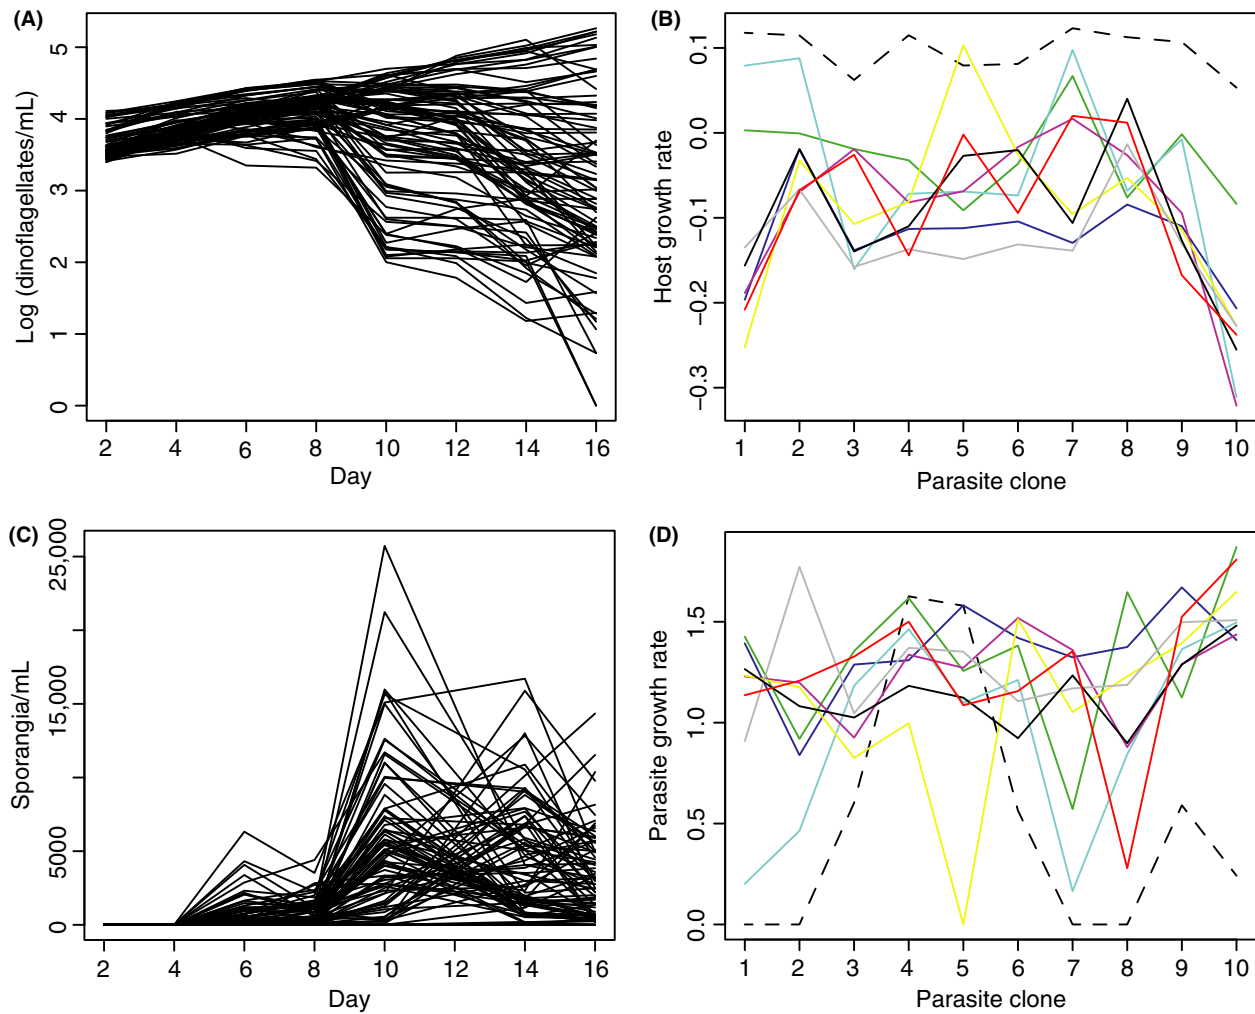 (A)
Log (dinoflagellates/mL)
5
4
3
2
1
0
2 4 6 8 10 12 14 16
Day
(B)
Host growth rate
0.1
0.0
−0.1
−0.2
−0.3
1 2 3 4 5 6 7 8 9 10
Parasite clone
(C)
Sporangia/mL
25,000
15,000
5000
0
2 4 6 8 10 12 14 16
Day
(D)
Parasite growth rate
1.5
1.0
0.5
0.0
1 2 3 4 5 6 7 8 9 10
Parasite clone